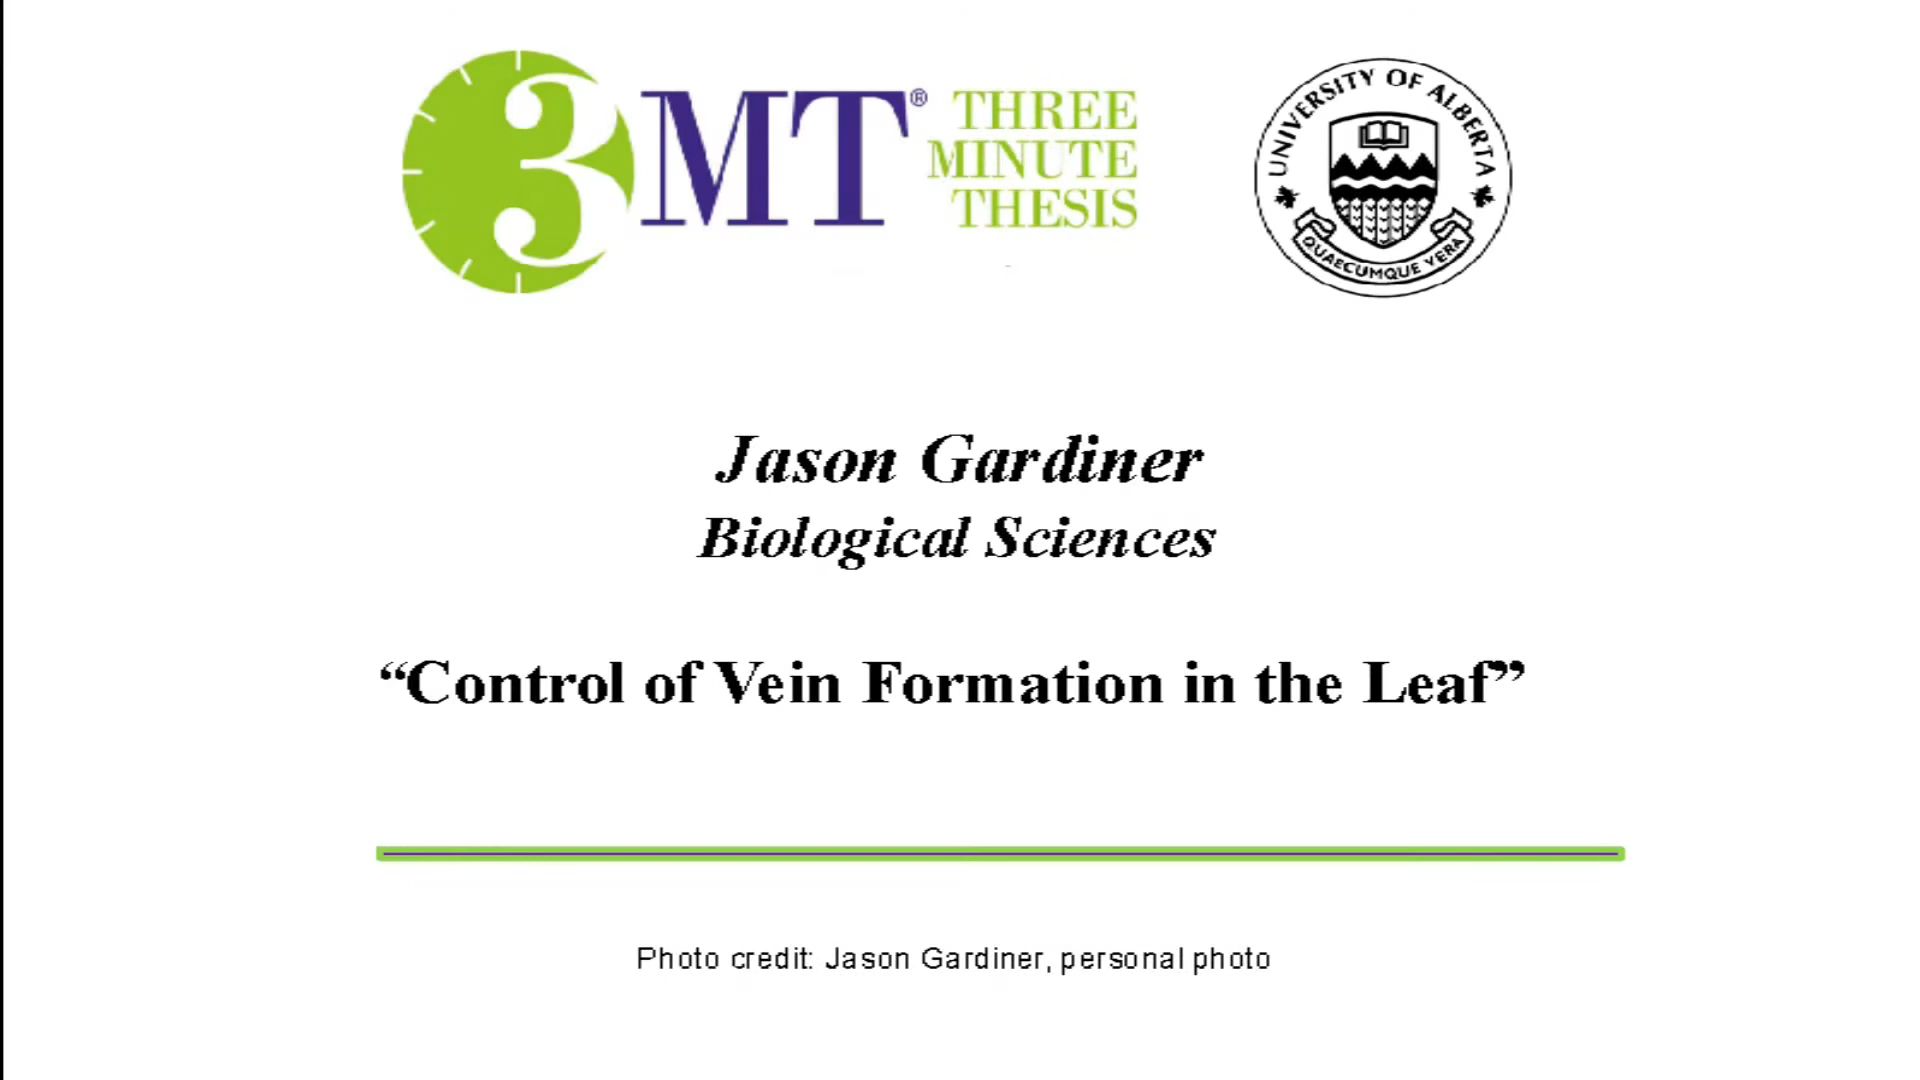 3MT® THREE
MINUTE
THESIS
UNIVERSITY OF ALBERTA
QUAECUMQUE VERA
Jason Gardiner
Biological Sciences
“Control of Vein Formation in the Leaf”
Photo credit: Jason Gardiner, personal photo